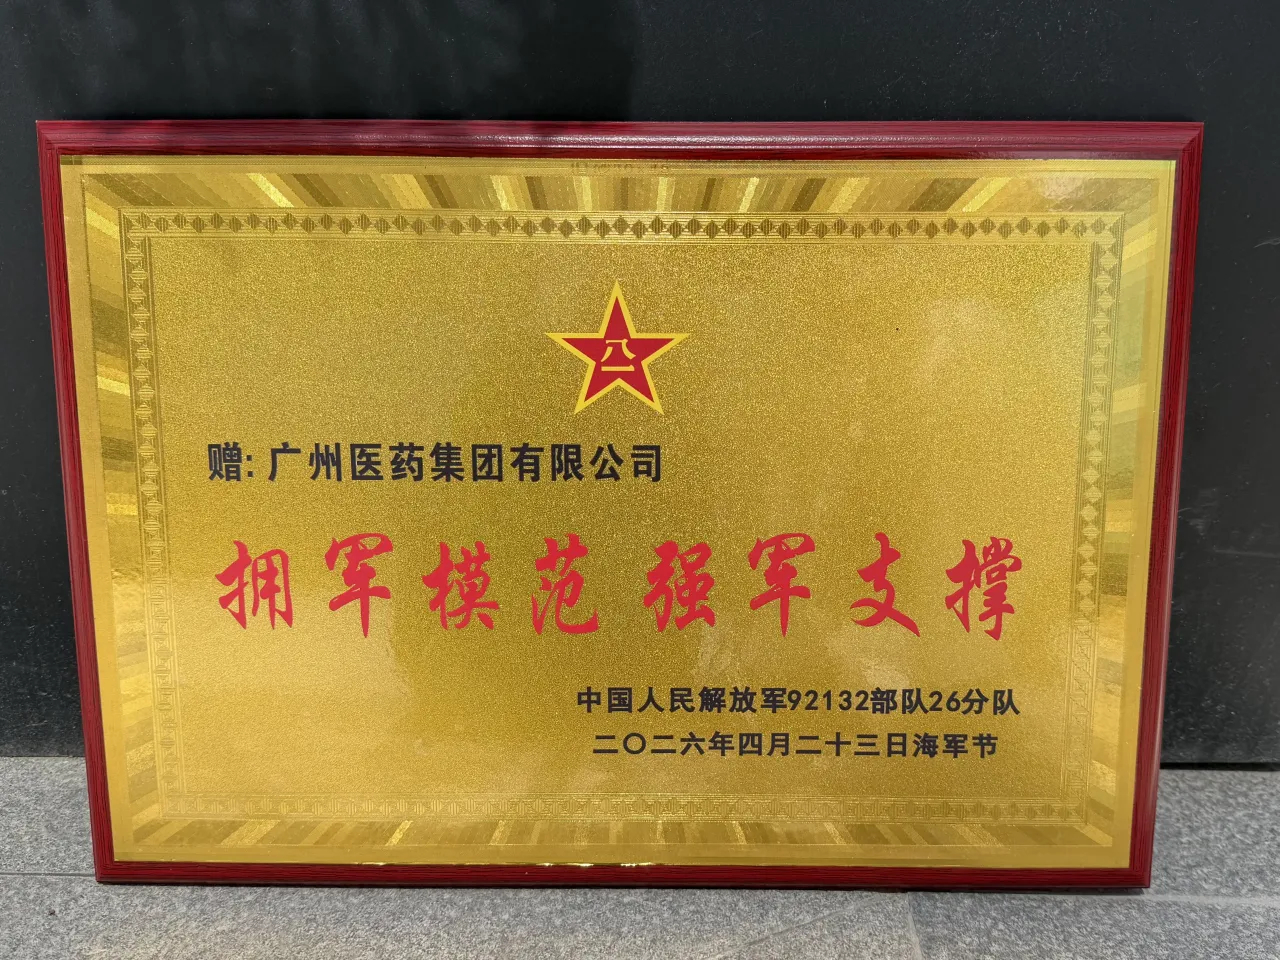 八一
赠:广州医药集团有限公司
拥军模范 强军支撑
中国人民解放军92132部队26分队
二〇二六年四月二十三日海军节